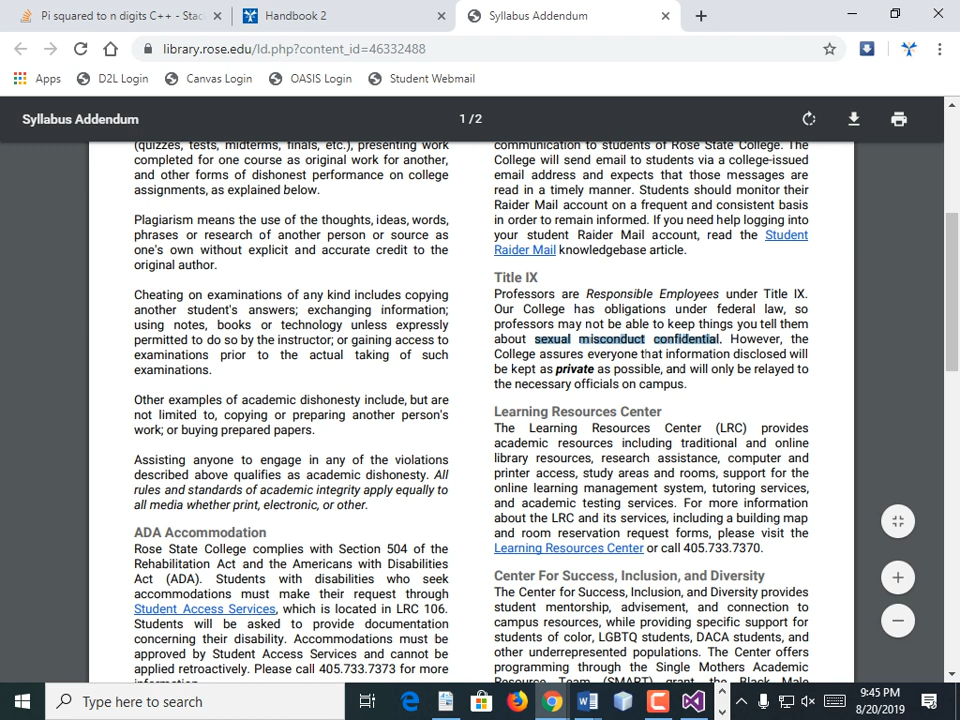 Pi squared to n digits C++ - Stac
Handbook 2
Syllabus Addendum
library.rose.edu/ld.php?content_id=46332488
Apps
D2L Login
Canvas Login
OASIS Login
Student Webmail
Syllabus Addendum
1 / 2
(quizzes, tests, midterms, finals, etc.), presenting work
completed for one course as original work for another,
and other forms of dishonest performance on college
assignments, as explained below.
Plagiarism means the use of the thoughts, ideas, words,
phrases or research of another person or source as
one's own without explicit and accurate credit to the
original author.
Cheating on examinations of any kind includes copying
another student's answers; exchanging information;
using notes, books or technology unless expressly
permitted to do so by the instructor; or gaining access to
examinations prior to the actual taking of such
examinations.
Other examples of academic dishonesty include, but are
not limited to, copying or preparing another person's
work; or buying prepared papers.
Assisting anyone to engage in any of the violations
described above qualifies as academic dishonesty. All
rules and standards of academic integrity apply equally to
all media whether print, electronic, or other.
ADA Accommodation
Rose State College complies with Section 504 of the
Rehabilitation Act and the Americans with Disabilities
Act (ADA). Students with disabilities who seek
accommodations must make their request through
Student Access Services, which is located in LRC 106.
Students will be asked to provide documentation
concerning their disability. Accommodations must be
approved by Student Access Services and cannot be
applied retroactively. Please call 405.733.7373 for more
information.
communication to students of Rose State College. The
College will send email to students via a college-issued
email address and expects that those messages are
read in a timely manner. Students should monitor their
Raider Mail account on a frequent and consistent basis
in order to remain informed. If you need help logging into
your student Raider Mail account, read the Student
Raider Mail knowledgebase article.
Title IX
Professors are Responsible Employees under Title IX.
Our College has obligations under federal law, so
professors may not be able to keep things you tell them
about sexual misconduct confidential. However, the
College assures everyone that information disclosed will
be kept as private as possible, and will only be relayed to
the necessary officials on campus.
Learning Resources Center
The Learning Resources Center (LRC) provides
academic resources including traditional and online
library resources, research assistance, computer and
printer access, study areas and rooms, support for the
online learning management system, tutoring services,
and academic testing services. For more information
about the LRC and its services, including a building map
and room reservation request forms, please visit the
Learning Resources Center or call 405.733.7370.
Center For Success, Inclusion, and Diversity
The Center for Success, Inclusion, and Diversity provides
student mentorship, advisement, and connection to
campus resources, while providing specific support for
students of color, LGBTQ students, DACA students, and
other underrepresented populations. The Center offers
programming through the Single Mothers Academic
Resource Team (SMART) grant, the Black Male
Type here to search
9:45 PM
8/20/2019